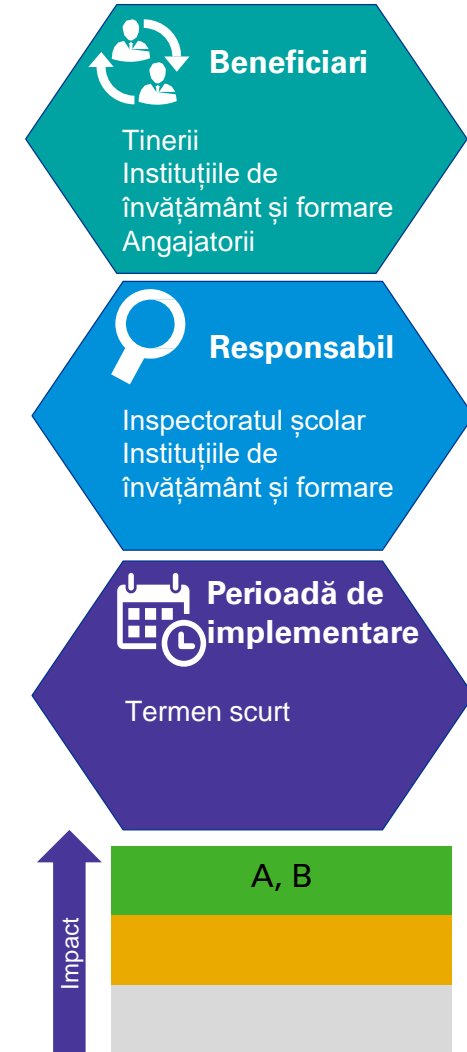 Beneficiari
Tinerii
Instituțiile de
învățământ și formare
Angajatorii
Responsabil
Inspectoratul școlar
Instituțiile de
învățământ și formare
Perioadă de
implementare
Termen scurt
Impact
A, B